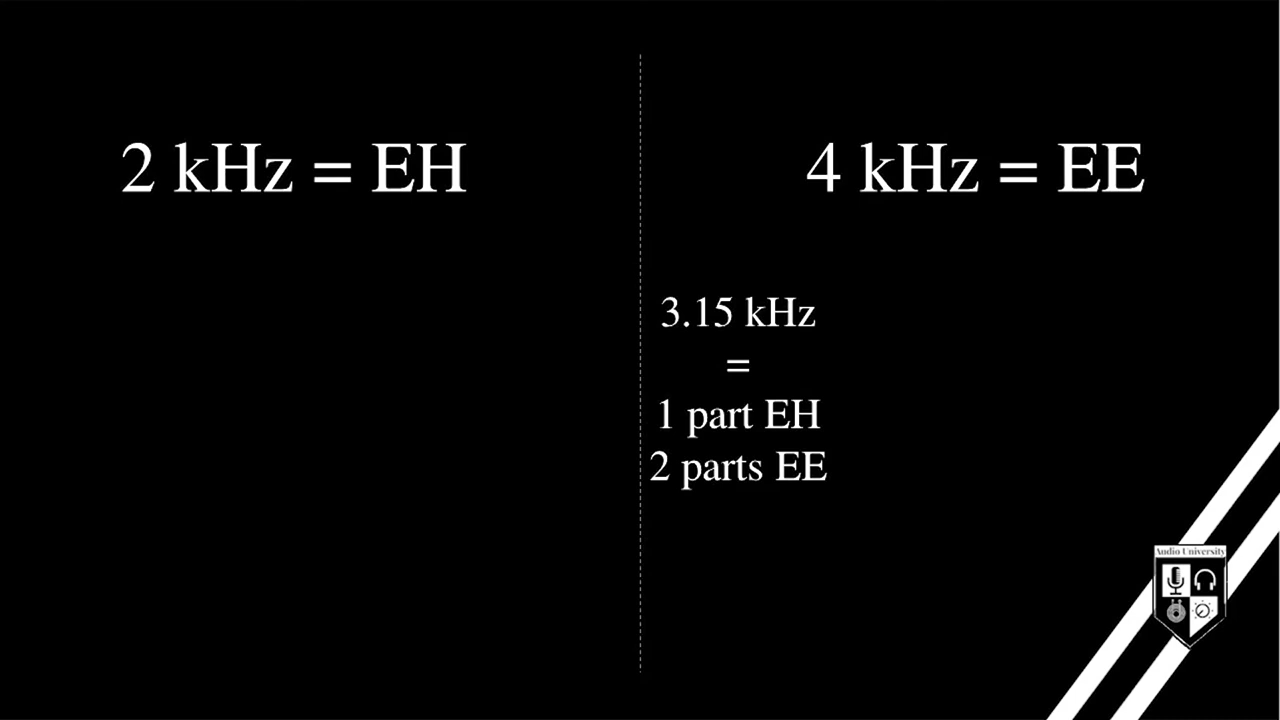 2 kHz = EH
4 kHz = EE
3.15 kHz
=
1 part EH
2 parts EE
Audio University